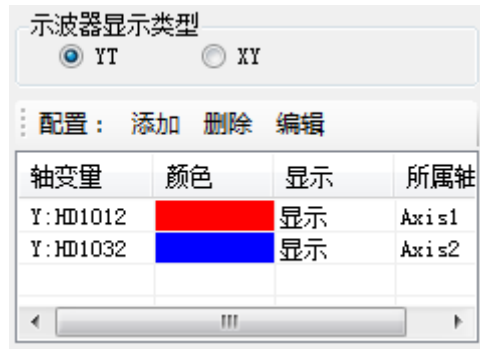 示波器显示类型
YT XY
配置： 添加 删除 编辑
轴变量 颜色 显示 所属轴
Y:HD1012 显示 Axis1
Y:HD1032 显示 Axis2